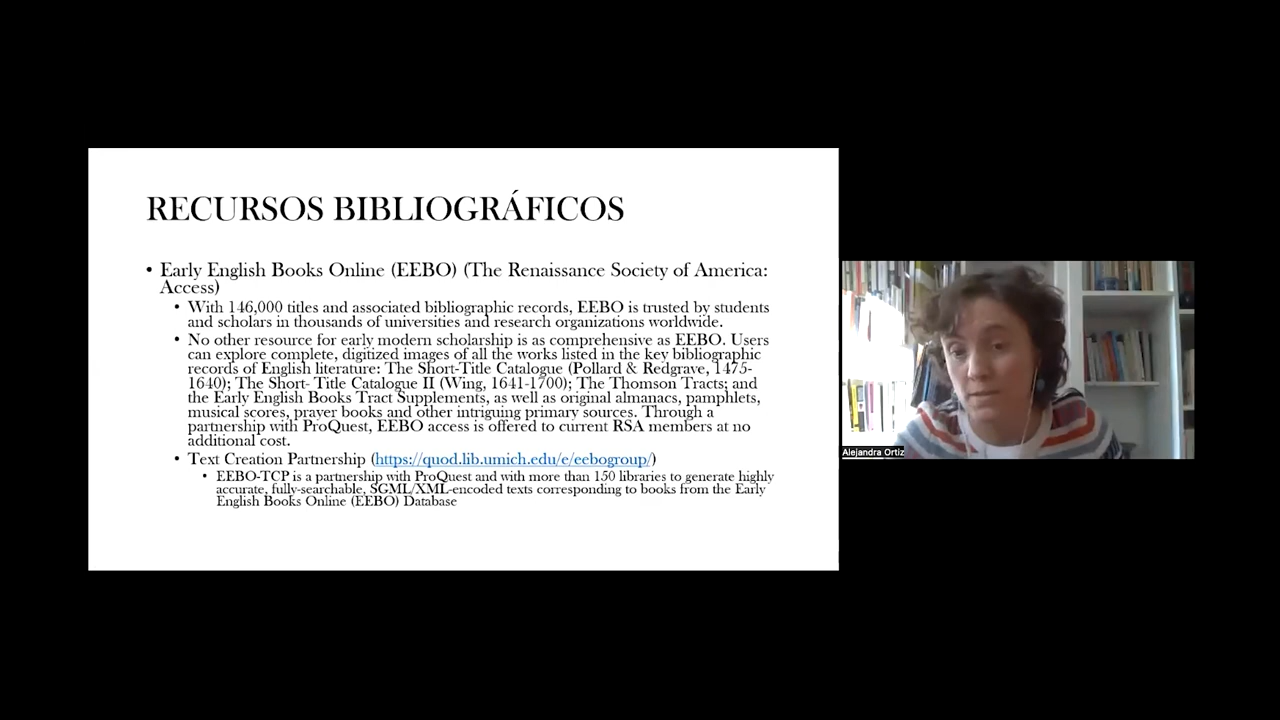 RECURSOS BIBLIOGRÁFICOS
• Early English Books Online (EEBO) (The Renaissance Society of America:
Access)
• With 146,000 titles and associated bibliographic records, EEBO is trusted by students
and scholars in thousands of universities and research organizations worldwide.
• No other resource for early modern scholarship is as comprehensive as EEBO. Users
can explore complete, digitized images of all the works listed in the key bibliographic
records of English literature: The Short-Title Catalogue (Pollard & Redgrave, 1475-
1640); The Short- Title Catalogue II (Wing, 1641-1700); The Thomson Tracts; and
the Early English Books Tract Supplements, as well as original almanacs, pamphlets,
musical scores, prayer books and other intriguing primary sources. Through a
partnership with ProQuest, EEBO access is offered to current RSA members at no
additional cost.
• Text Creation Partnership (https://quod.lib.umich.edu/e/eebogroup/)
• EEBO-TCP is a partnership with ProQuest and with more than 150 libraries to generate highly
accurate, fully-searchable, SGML/XML-encoded texts corresponding to books from the Early
English Books Online (EEBO) Database
Alejandra Ortiz